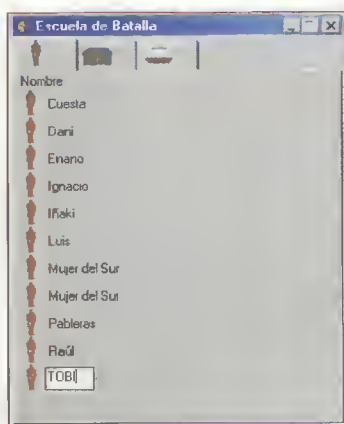 Escuela de Batalla
Nombre
Cuesta
Dani
Enano
Ignacio
Iñaki
Luis
Mujer del Sur
Mujer del Sur
Pableras
Raúl
TOBI